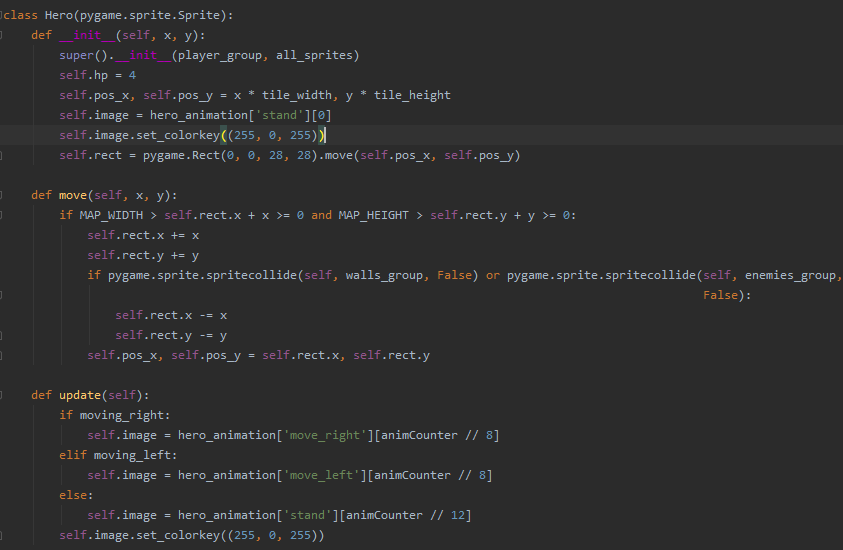 class Hero(pygame.sprite.Sprite):
    def __init__(self, x, y):
        super().__init__(player_group, all_sprites)
        self.hp = 4
        self.pos_x, self.pos_y = x * tile_width, y * tile_height
        self.image = hero_animation['stand'][0]
        self.image.set_colorkey((255, 0, 255))
        self.rect = pygame.Rect(0, 0, 28, 28).move(self.pos_x, self.pos_y)

    def move(self, x, y):
        if MAP_WIDTH > self.rect.x + x >= 0 and MAP_HEIGHT > self.rect.y + y >= 0:
            self.rect.x += x
            self.rect.y += y
            if pygame.sprite.spritecollide(self, walls_group, False) or pygame.sprite.spritecollide(self, enemies_group,
                                                                                                    False):
                self.rect.x -= x
                self.rect.y -= y
            self.pos_x, self.pos_y = self.rect.x, self.rect.y

    def update(self):
        if moving_right:
            self.image = hero_animation['move_right'][animCounter // 8]
        elif moving_left:
            self.image = hero_animation['move_left'][animCounter // 8]
        else:
            self.image = hero_animation['stand'][animCounter // 12]
        self.image.set_colorkey((255, 0, 255))